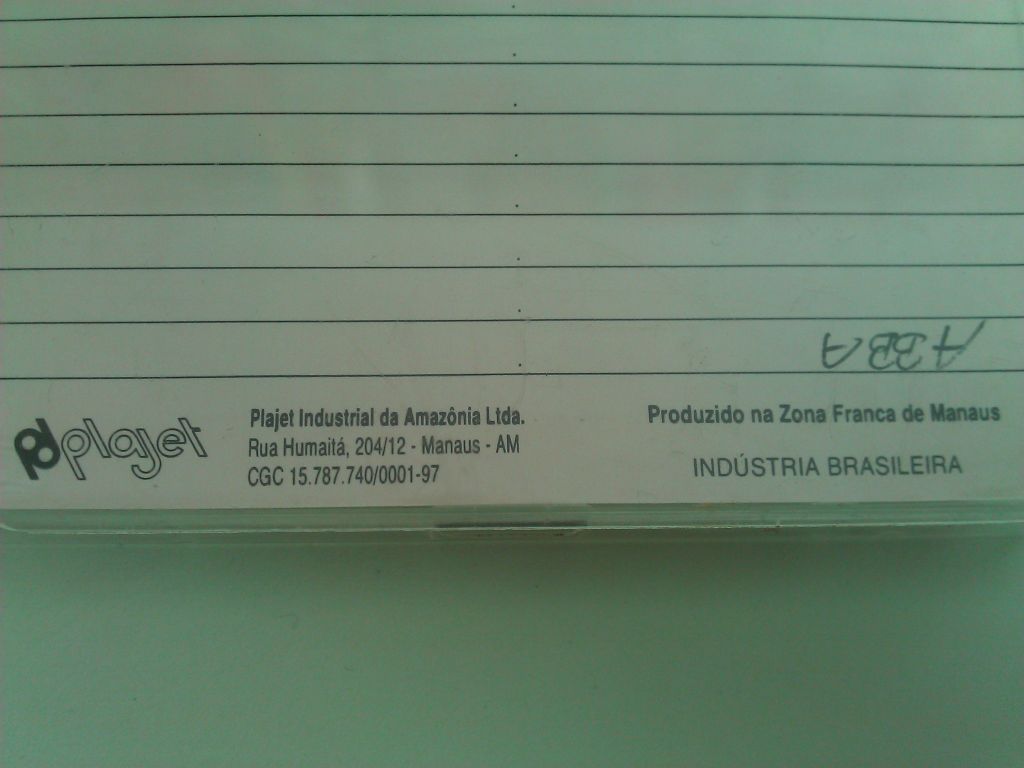 ABBA
plajet
Plajet Industrial da Amazônia Ltda.
Rua Humaitá, 204/12 - Manaus - AM
CGC 15.787.740/0001-97
Produzido na Zona Franca de Manaus
INDÚSTRIA BRASILEIRA